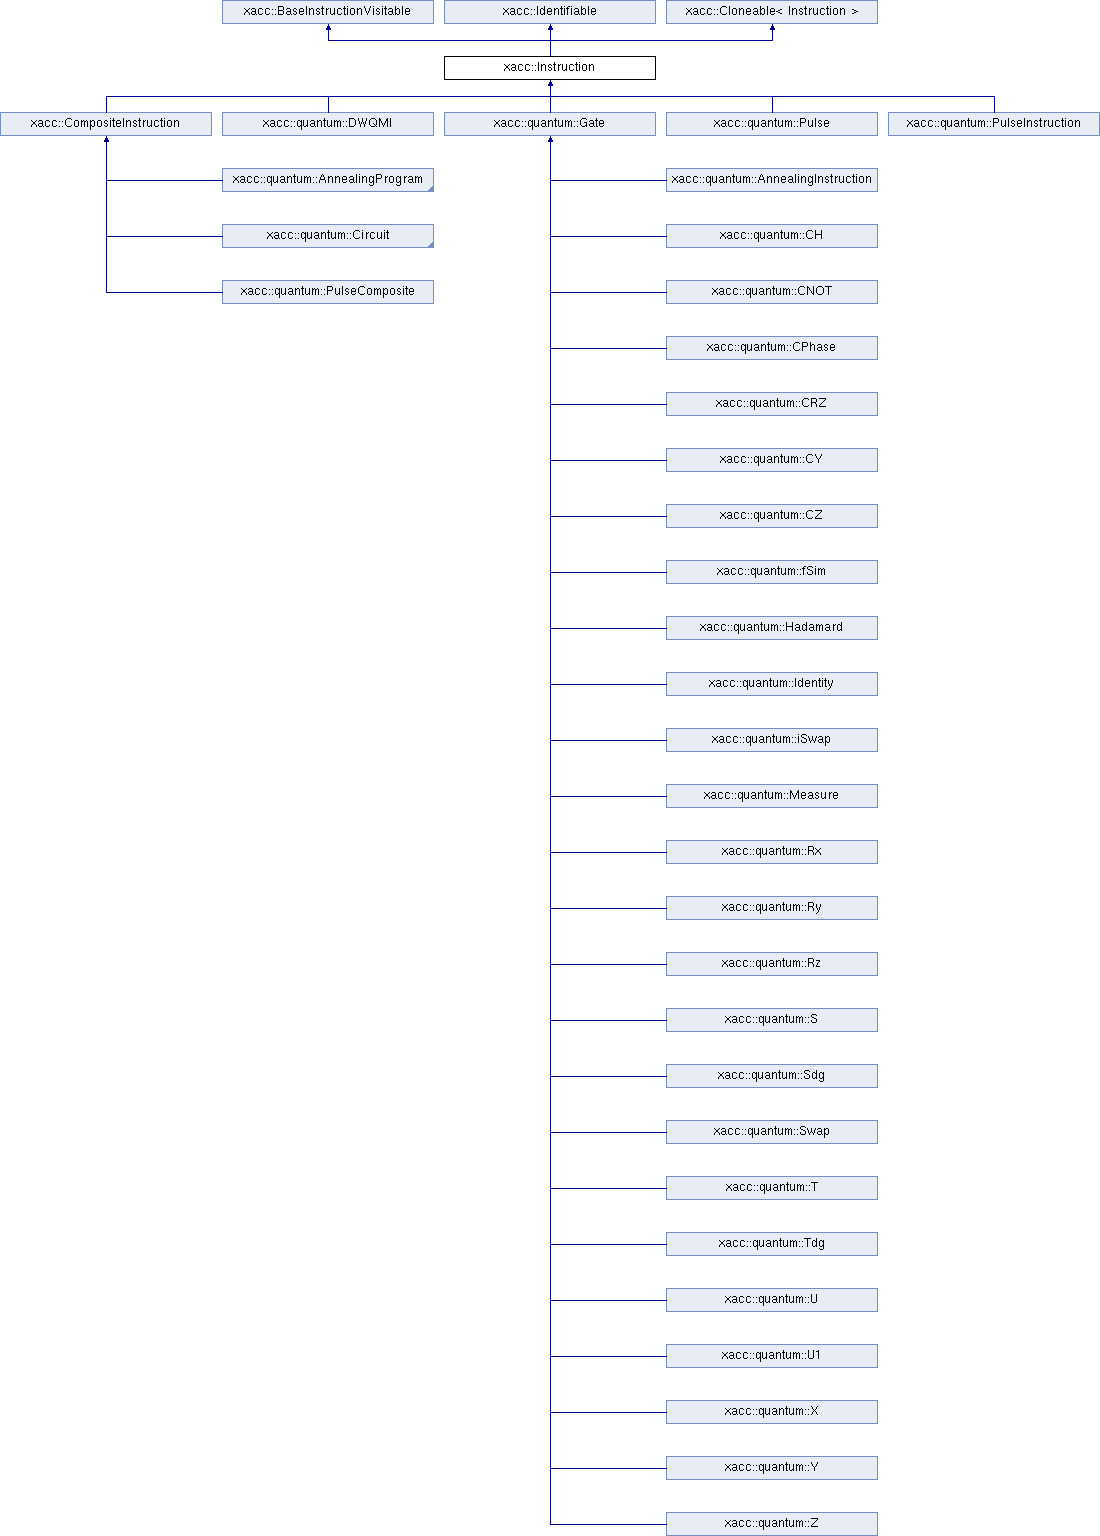 xacc::BaseInstructionVisitable
xacc::Identifiable
xacc::Cloneable< Instruction >
xacc::Instruction
xacc::CompositeInstruction
xacc::quantum::DWQMI
xacc::quantum::Gate
xacc::quantum::Pulse
xacc::quantum::PulseInstruction
xacc::quantum::AnnealingProgram
xacc::quantum::AnnealingInstruction
xacc::quantum::Circuit
xacc::quantum::CH
xacc::quantum::PulseComposite
xacc::quantum::CNOT
xacc::quantum::CPhase
xacc::quantum::CRZ
xacc::quantum::CY
xacc::quantum::CZ
xacc::quantum::fSim
xacc::quantum::Hadamard
xacc::quantum::Identity
xacc::quantum::iSwap
xacc::quantum::Measure
xacc::quantum::Rx
xacc::quantum::Ry
xacc::quantum::Rz
xacc::quantum::S
xacc::quantum::Sdg
xacc::quantum::Swap
xacc::quantum::T
xacc::quantum::Tdg
xacc::quantum::U
xacc::quantum::U1
xacc::quantum::X
xacc::quantum::Y
xacc::quantum::Z